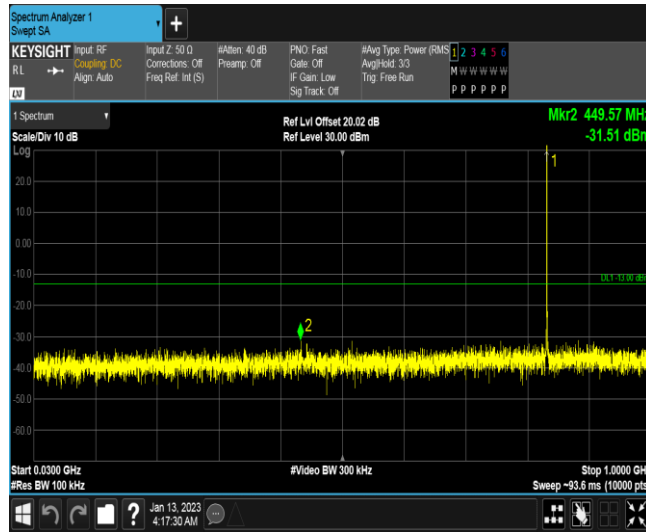 Spectrum Analyzer 1
Swept SA
+
KEYSIGHT
RL
LXI
Input: RF
Coupling: DC
Align: Auto
Input Z: 50 Ω
Corrections: Off
Freq Ref: Int (S)
#Atten: 40 dB
Preamp: Off
PNO: Fast
Gate: Off
IF Gain: Low
Sig Track: Off
#Avg Type: Power (RMS
Avg|Hold: 3/3
Trig: Free Run
1 2 3 4 5 6
M W W W W W
P P P P P P
1 Spectrum
Scale/Div 10 dB
Log
Ref Lvl Offset 20.02 dB
Ref Level 30.00 dBm
Mkr2 449.57 MHz
-31.51 dBm
1
20.0
10.0
0.00
-10.0
DL1 -13.00 dBm
-20.0
2
-30.0
-40.0
-50.0
-60.0
Start 0.0300 GHz
#Res BW 100 kHz
#Video BW 300 kHz
Stop 1.0000 GHz
Sweep ~93.6 ms (10000 pts)
?
Jan 13, 2023
4:17:30 AM